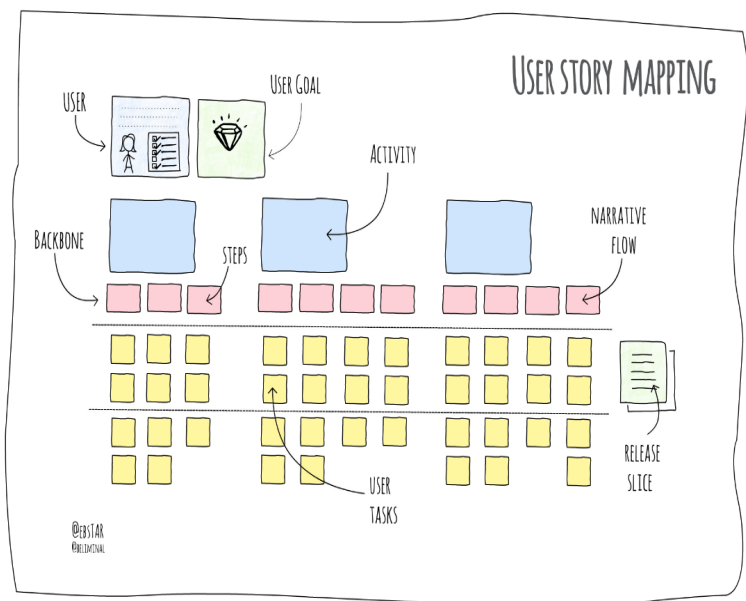 USER STORY MAPPING
USER
USER GOAL
ACTIVITY
NARRATIVE
FLOW
BACKBONE
STEPS
RELEASE
SLICE
USER
TASKS
@EBSTAR
@BELIMINAL